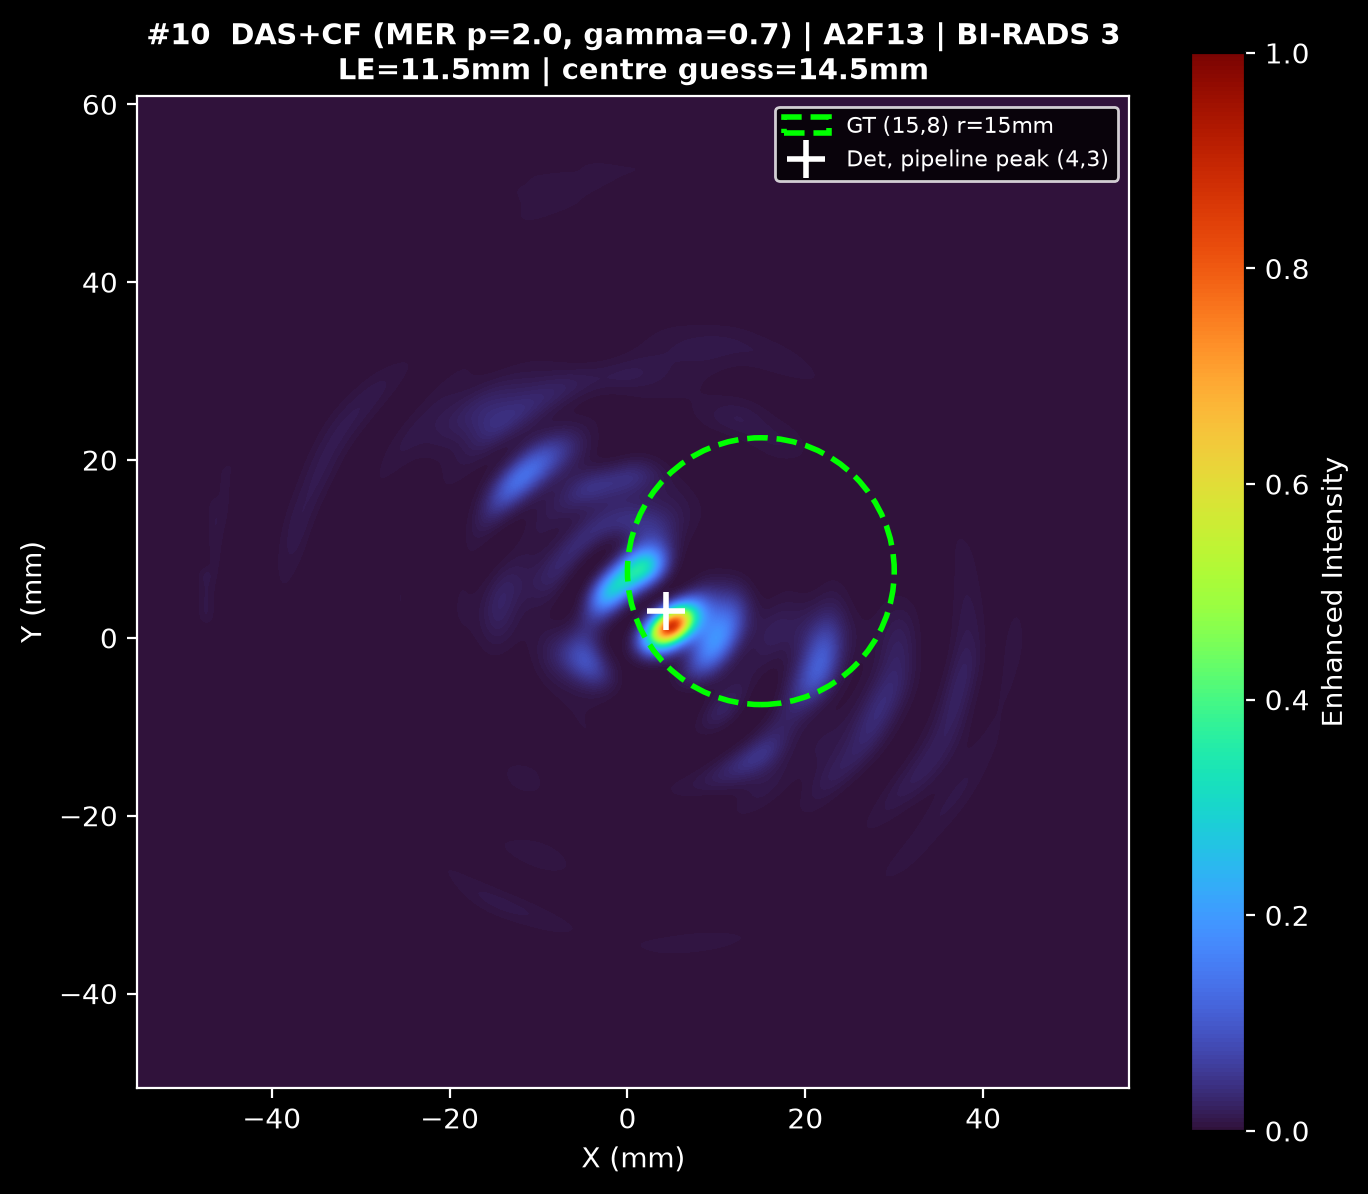 #10  DAS+CF (MER p=2.0, gamma=0.7) | A2F13 | BI-RADS 3
LE=11.5mm | centre guess=14.5mm
GT (15,8) r=15mm
Det, pipeline peak (4,3)
60
40
20
0
−20
−40
Y (mm)
−40
−20
0
20
40
X (mm)
1.0
0.8
0.6
0.4
0.2
0.0
Enhanced Intensity